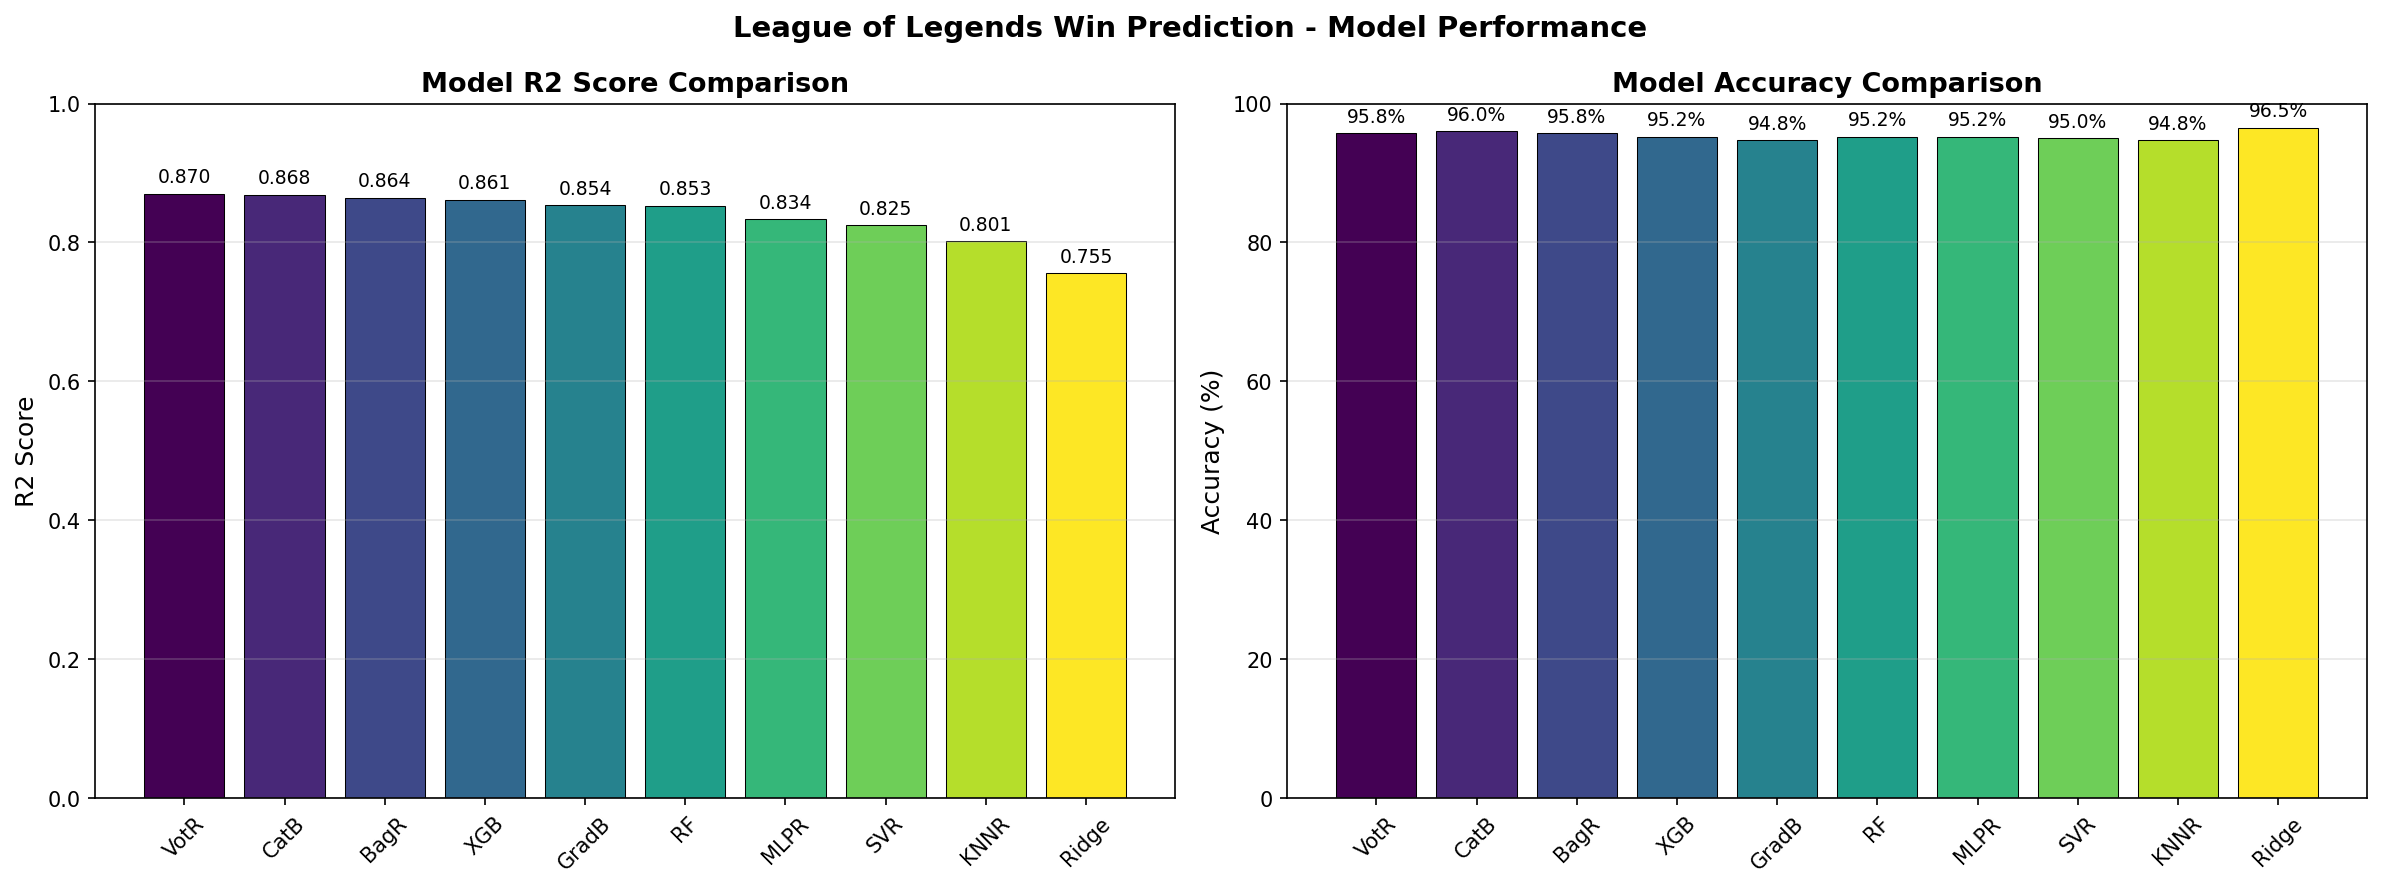 League of Legends Win Prediction - Model Performance
Model R2 Score Comparison
R2 Score
1.0
0.8
0.6
0.4
0.2
0.0
0.870
0.868
0.864
0.861
0.854
0.853
0.834
0.825
0.801
0.755
VotR
CatB
BagR
XGB
GradB
RF
MLPR
SVR
KNNR
Ridge
Model Accuracy Comparison
Accuracy (%)
100
80
60
40
20
0
95.8%
96.0%
95.8%
95.2%
94.8%
95.2%
95.2%
95.0%
94.8%
96.5%
VotR
CatB
BagR
XGB
GradB
RF
MLPR
SVR
KNNR
Ridge